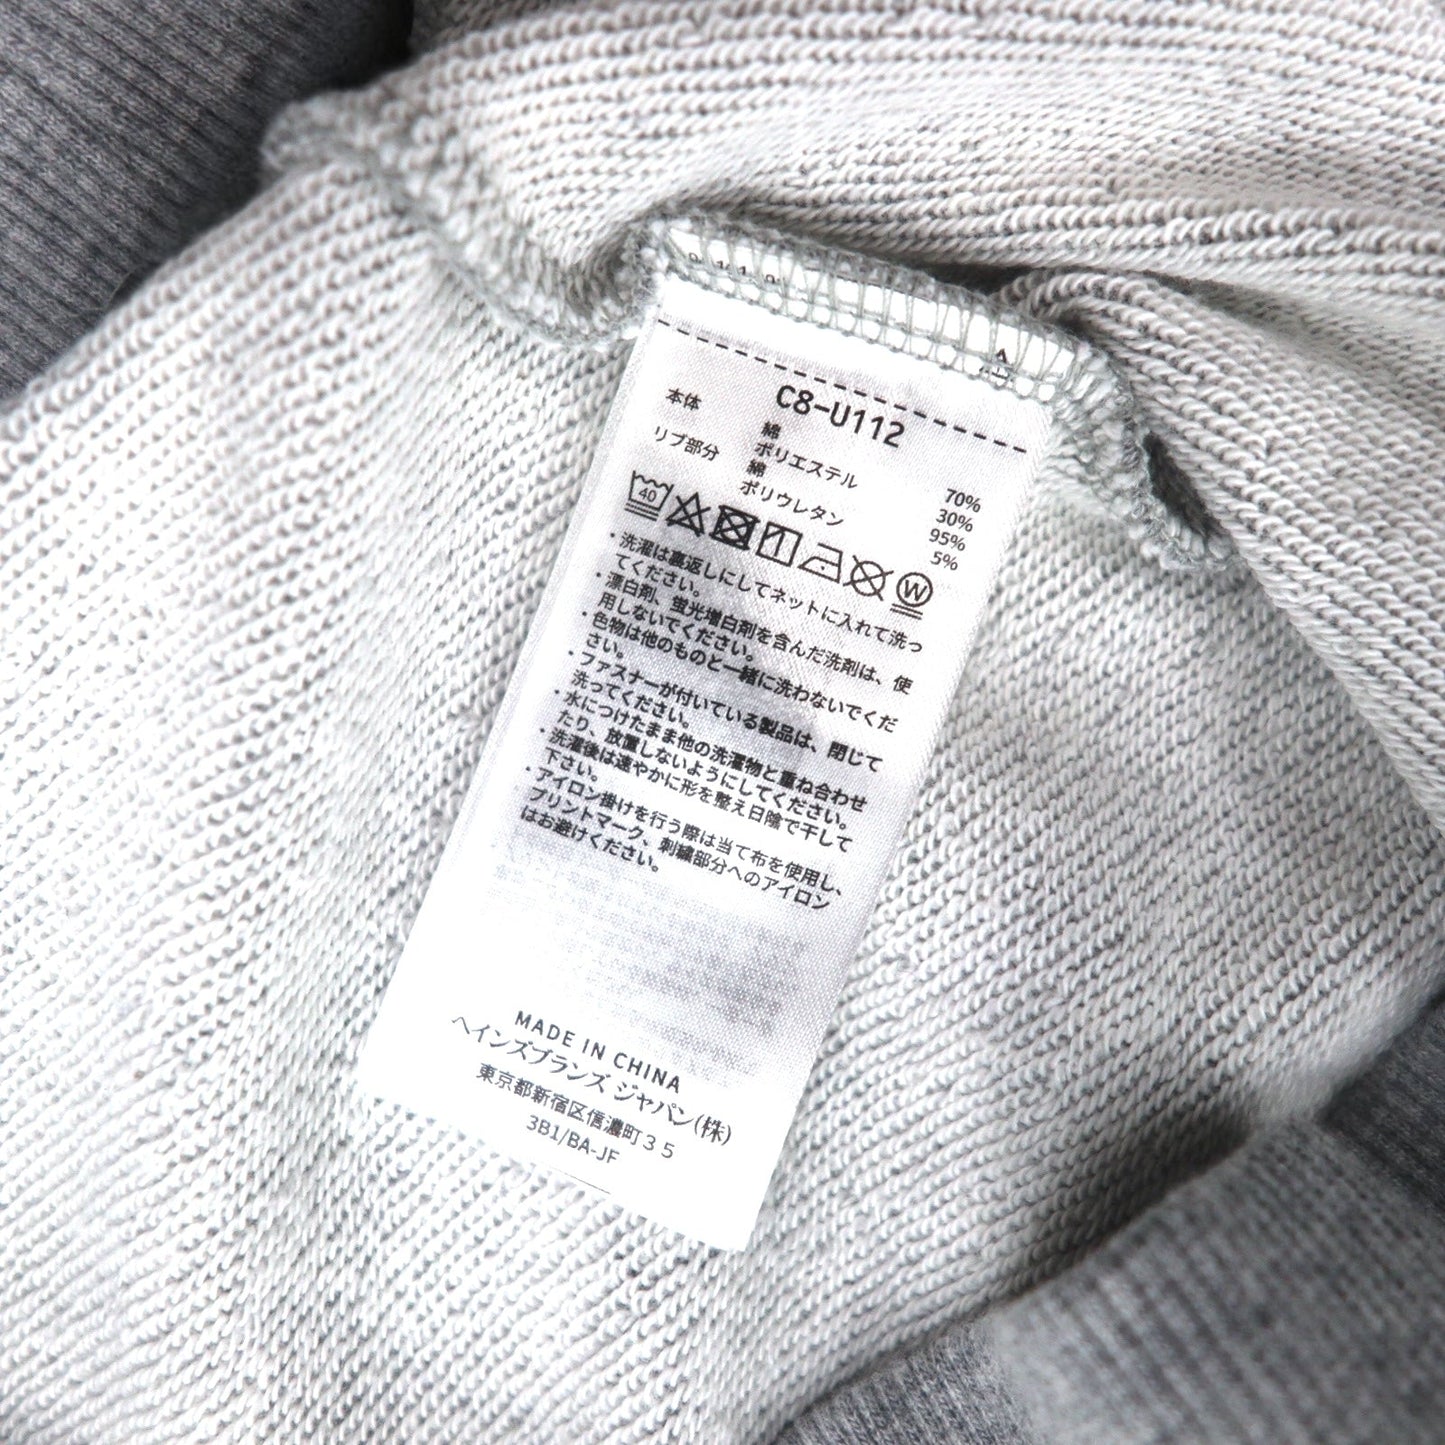 C8-U112
本体 綿 70%
ポリエステル 30%
リブ部分 綿 95%
ポリウレタン 5%
40
W
・洗濯は裏返しにしてネットに入れて洗っ
てください。
・漂白剤、蛍光増白剤を含んだ洗剤は、使
用しないでください。
・色物は他のものと一緒に洗わないでくだ
さい。
・ファスナーが付いている製品は、閉じて
洗ってください。
・水につけたまま他の洗濯物と重ね合わせ
たり、放置しないようにしてください。
・洗濯後は速やかに形を整え日陰で干して
下さい。
・アイロン掛けを行う際は当て布を使用し、
プリントマーク、刺繍部分へのアイロン
はお避けください。
MADE IN CHINA
ヘインズブランズ ジャパン(株)
東京都新宿区信濃町35
3B1/BA-JF